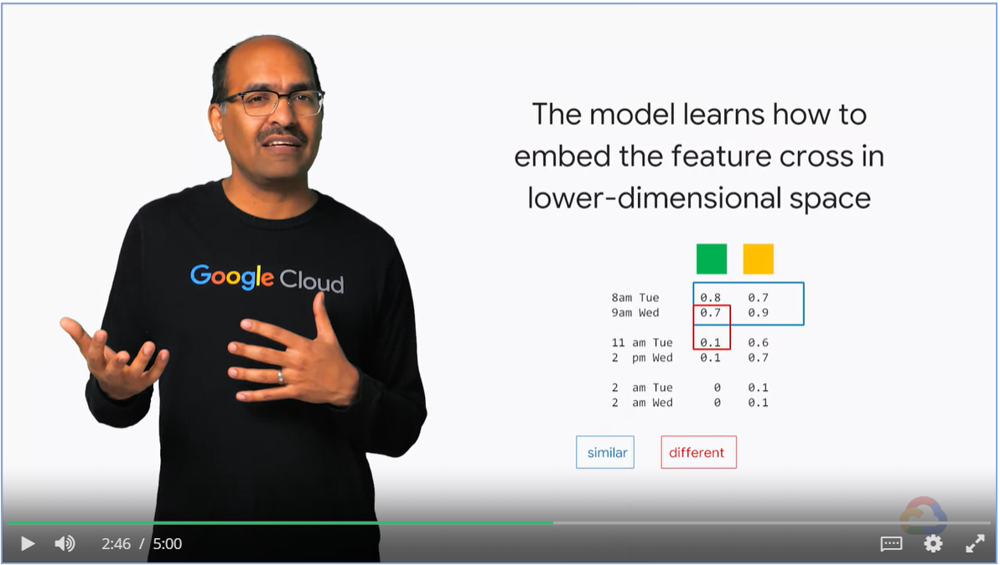 The model learns how to
embed the feature cross in
lower-dimensional space
Google Cloud
8am Tue 0.8 0.7
9am Wed 0.7 0.9
11 am Tue 0.1 0.6
2 pm Wed 0.1 0.7
2 am Tue 0 0.1
2 am Wed 0 0.1
similar different
2:46 / 5:00